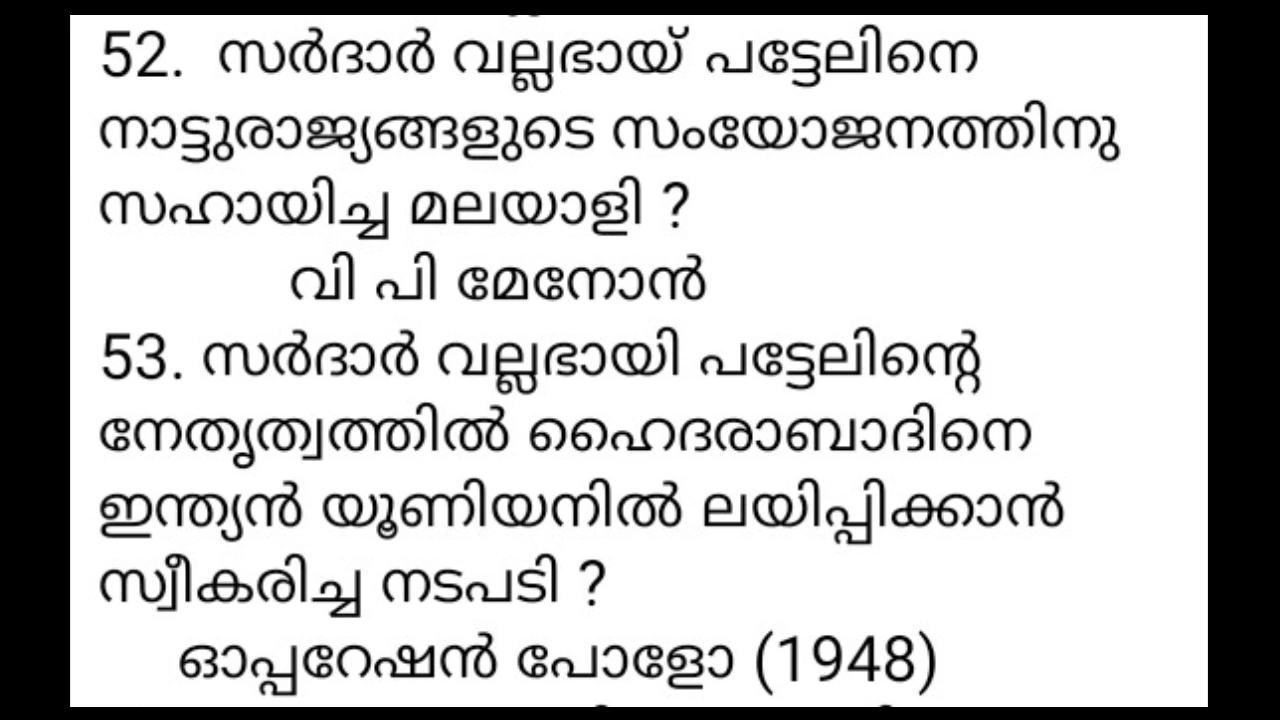 52. സർദാർ വല്ലഭായ് പട്ടേലിനെ
നാട്ടുരാജ്യങ്ങളുടെ സംയോജനത്തിനു
സഹായിച്ച മലയാളി ?
വി പി മേനോൻ
53. സർദാർ വല്ലഭായി പട്ടേലിന്റെ
നേതൃത്വത്തിൽ ഹൈദരാബാദിനെ
ഇന്ത്യൻ യൂണിയനിൽ ലയിപ്പിക്കാൻ
സ്വീകരിച്ച നടപടി ?
ഓപ്പറേഷൻ പോളോ (1948)